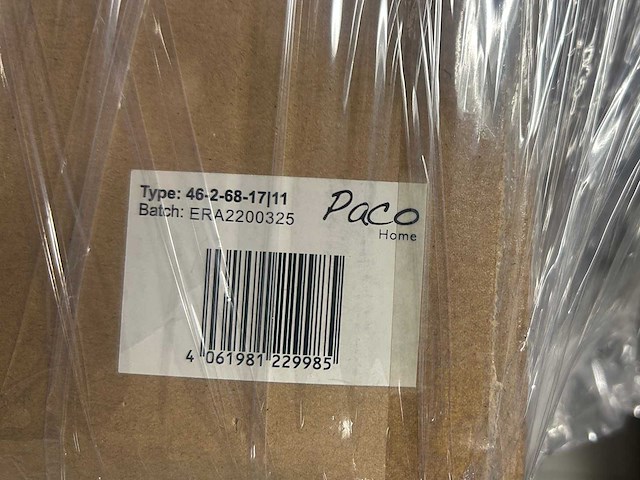 Type: 46-2-68-17|11
Batch: ERA2200325
Paco
Home
4 061981 229985